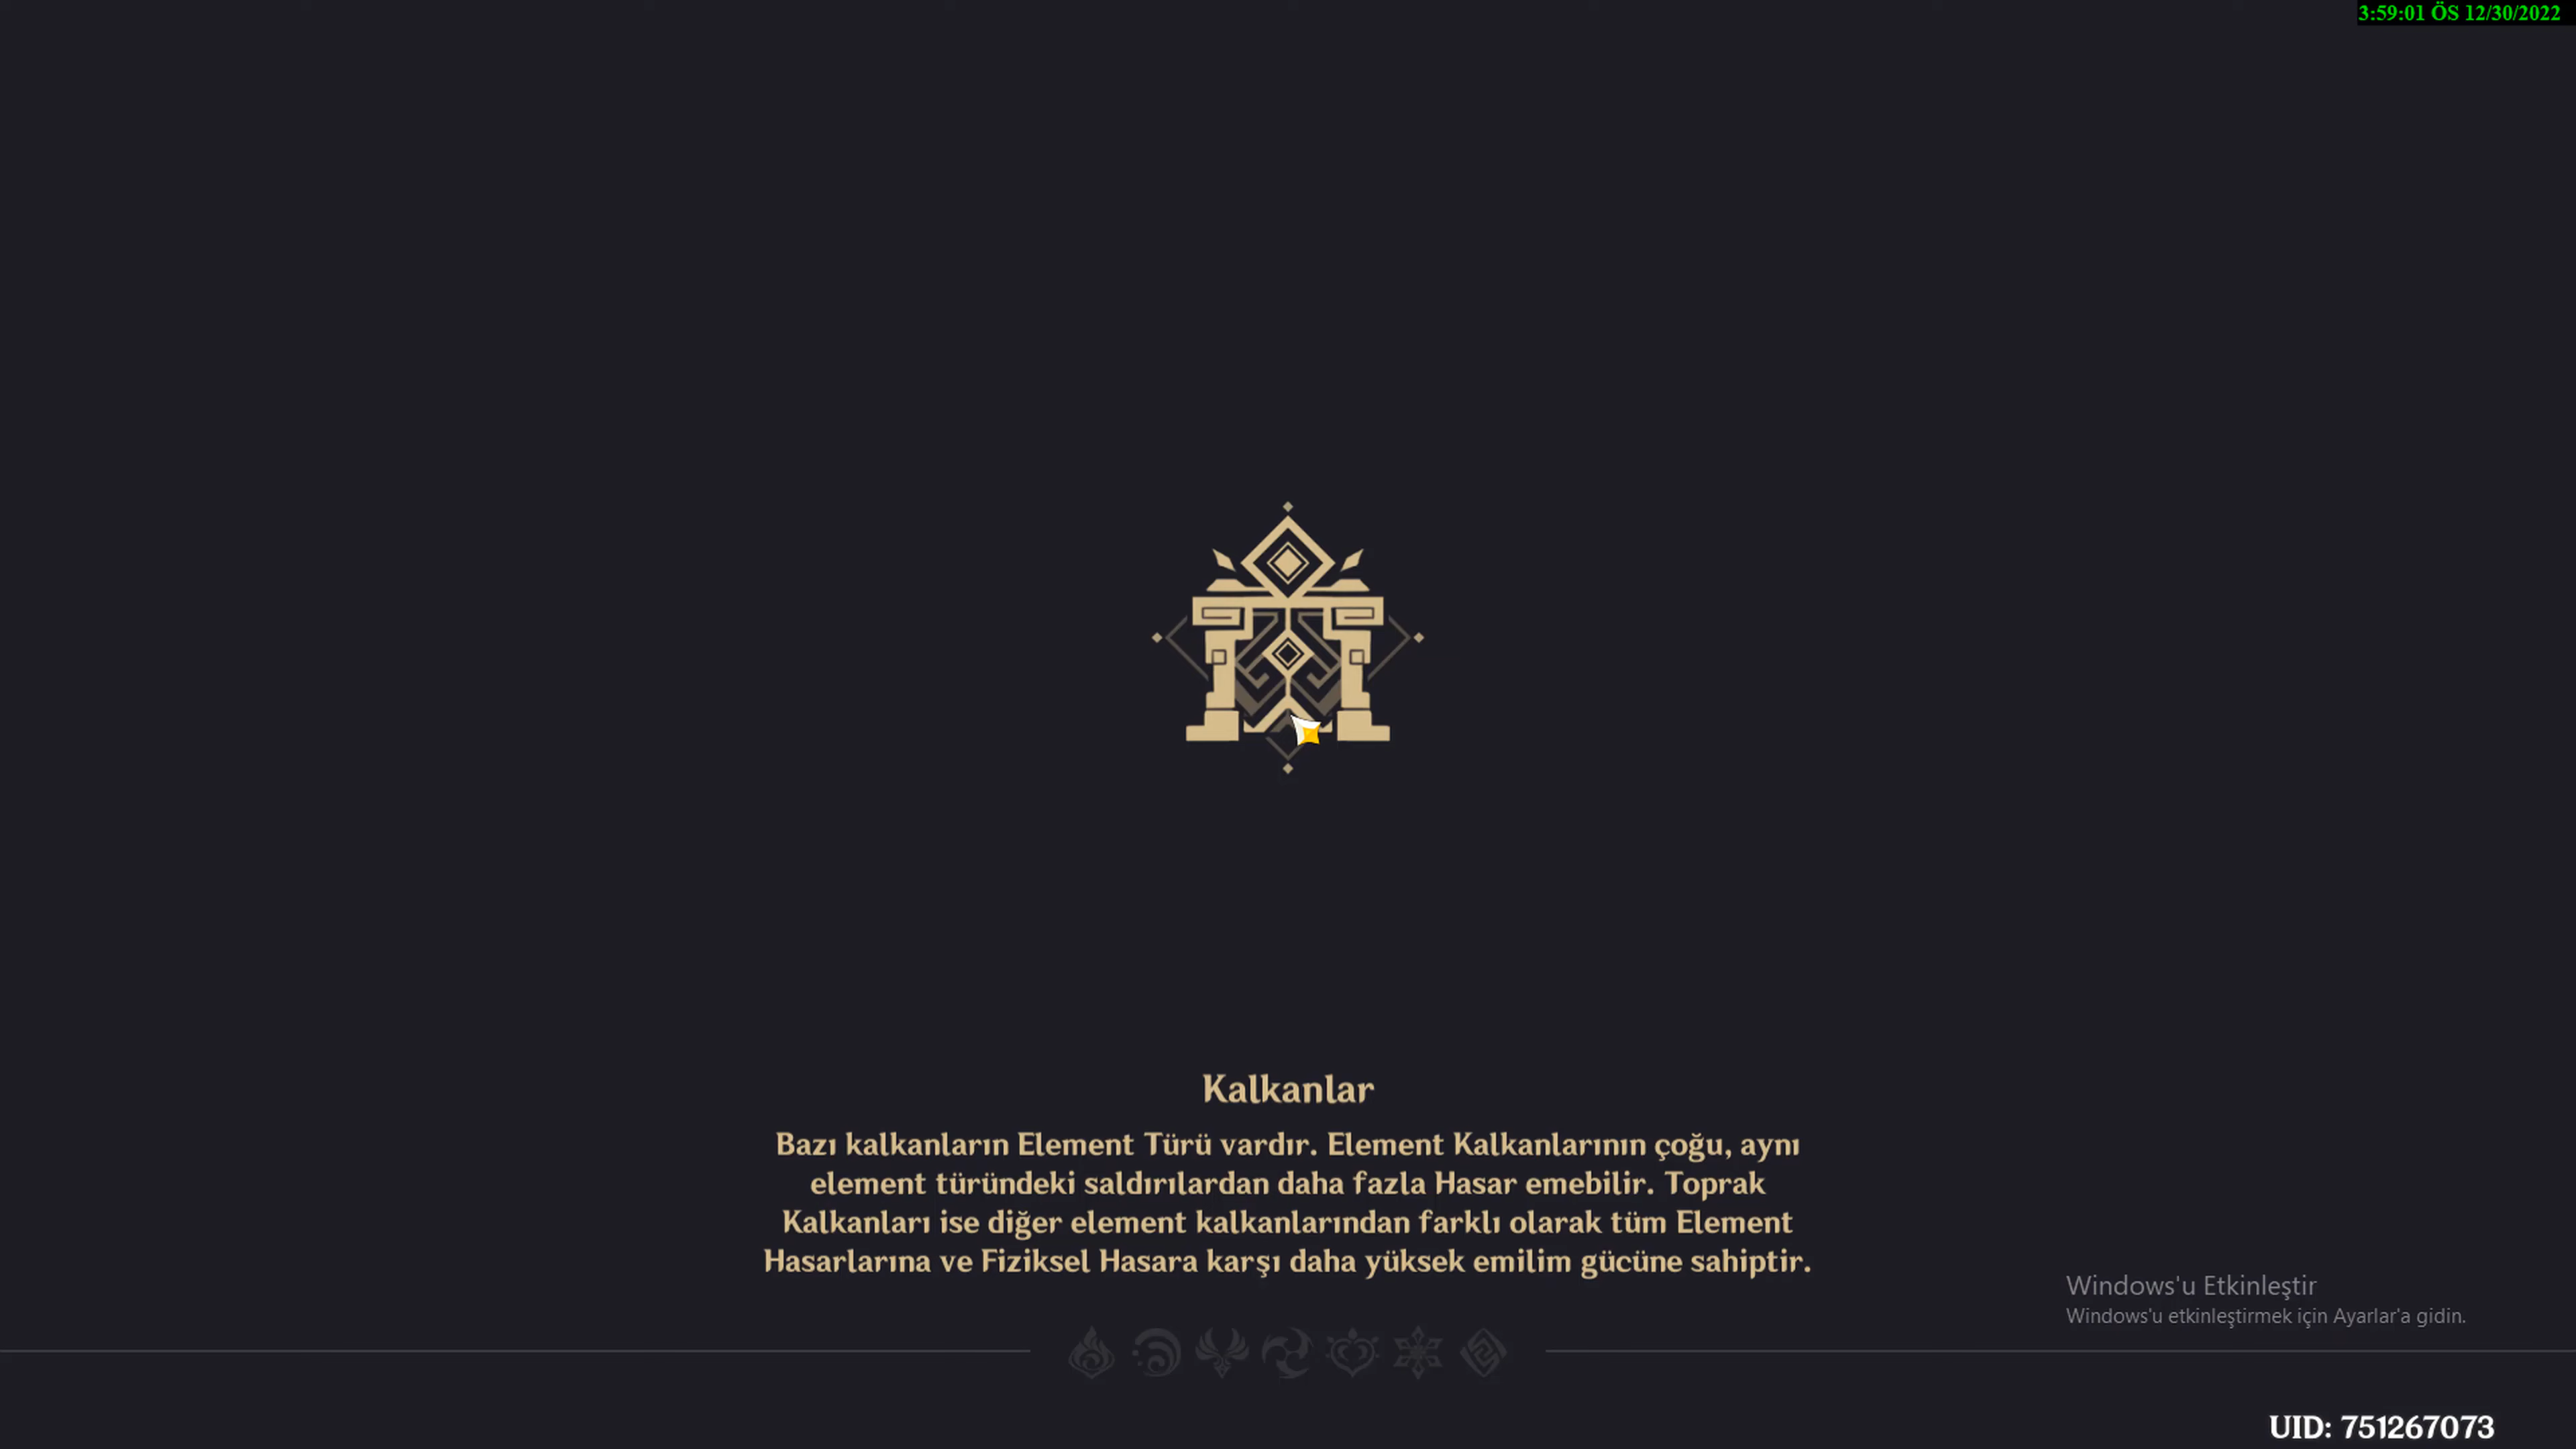 3:59:01 ÖS 12/30/2022
Kalkanlar
Bazı kalkanların Element Türü vardır. Element Kalkanlarının çoğu, aynı
element türündeki saldırılardan daha fazla Hasar emebilir. Toprak
Kalkanları ise diğer element kalkanlarından farklı olarak tüm Element
Hasarlarına ve Fiziksel Hasara karşı daha yüksek emilim gücüne sahiptir.
Windows'u Etkinleştir
Windows'u etkinleştirmek için Ayarlar'a gidin.
UID: 751267073